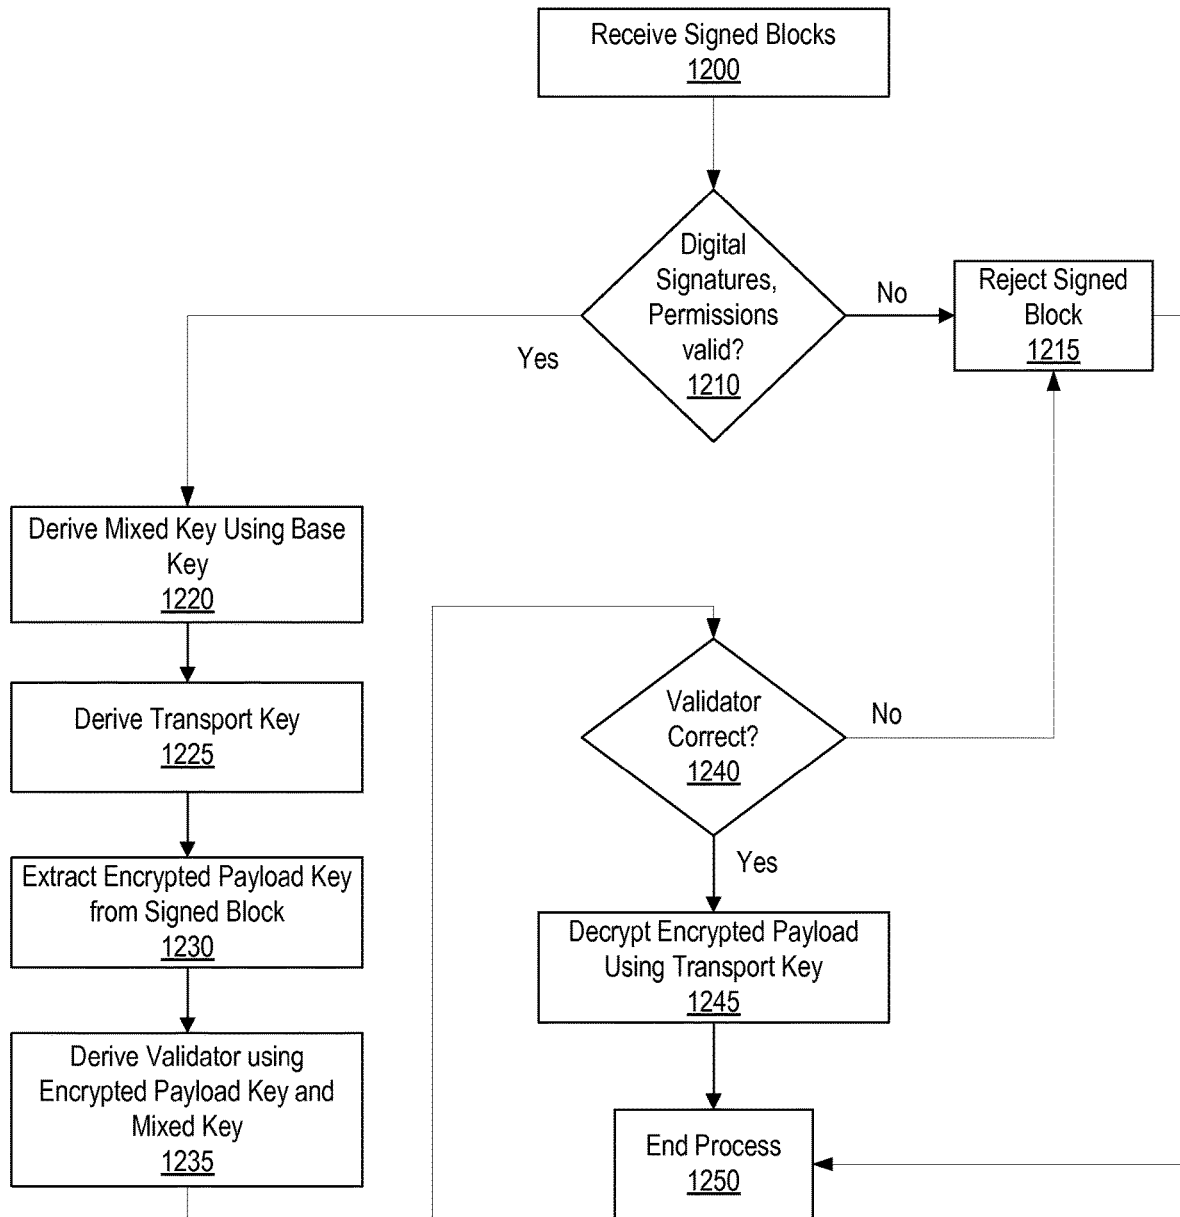 Receive Signed Blocks
1200
Digital
Signatures,
Permissions
valid?
1210
No
Reject Signed
Block
1215
Yes
Derive Mixed Key Using Base
Key
1220
Derive Transport Key
1225
Extract Encrypted Payload Key
from Signed Block
1230
Derive Validator using
Encrypted Payload Key and
Mixed Key
1235
Validator
Correct?
1240
No
Yes
Decrypt Encrypted Payload
Using Transport Key
1245
End Process
1250